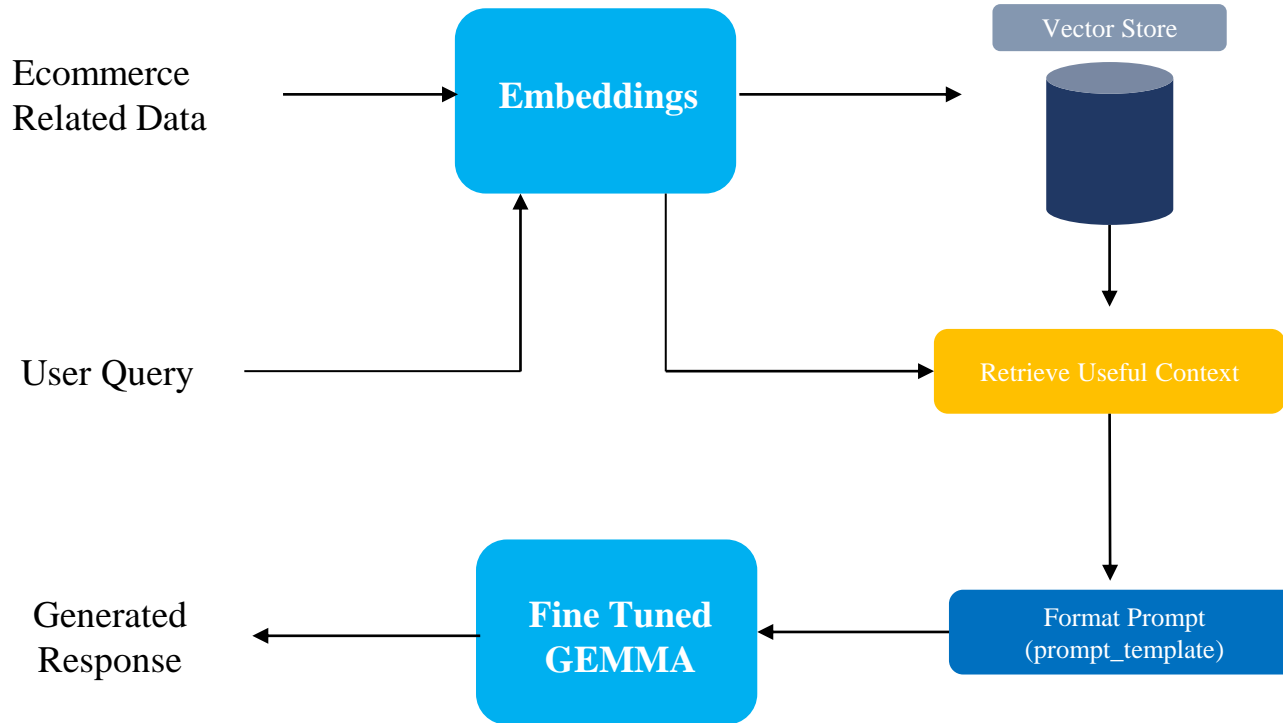 Vector Store
Ecommerce
Related Data
Embeddings
User Query
Retrieve Useful Context
Generated
Response
Fine Tuned
GEMMA
Format Prompt
(prompt_template)